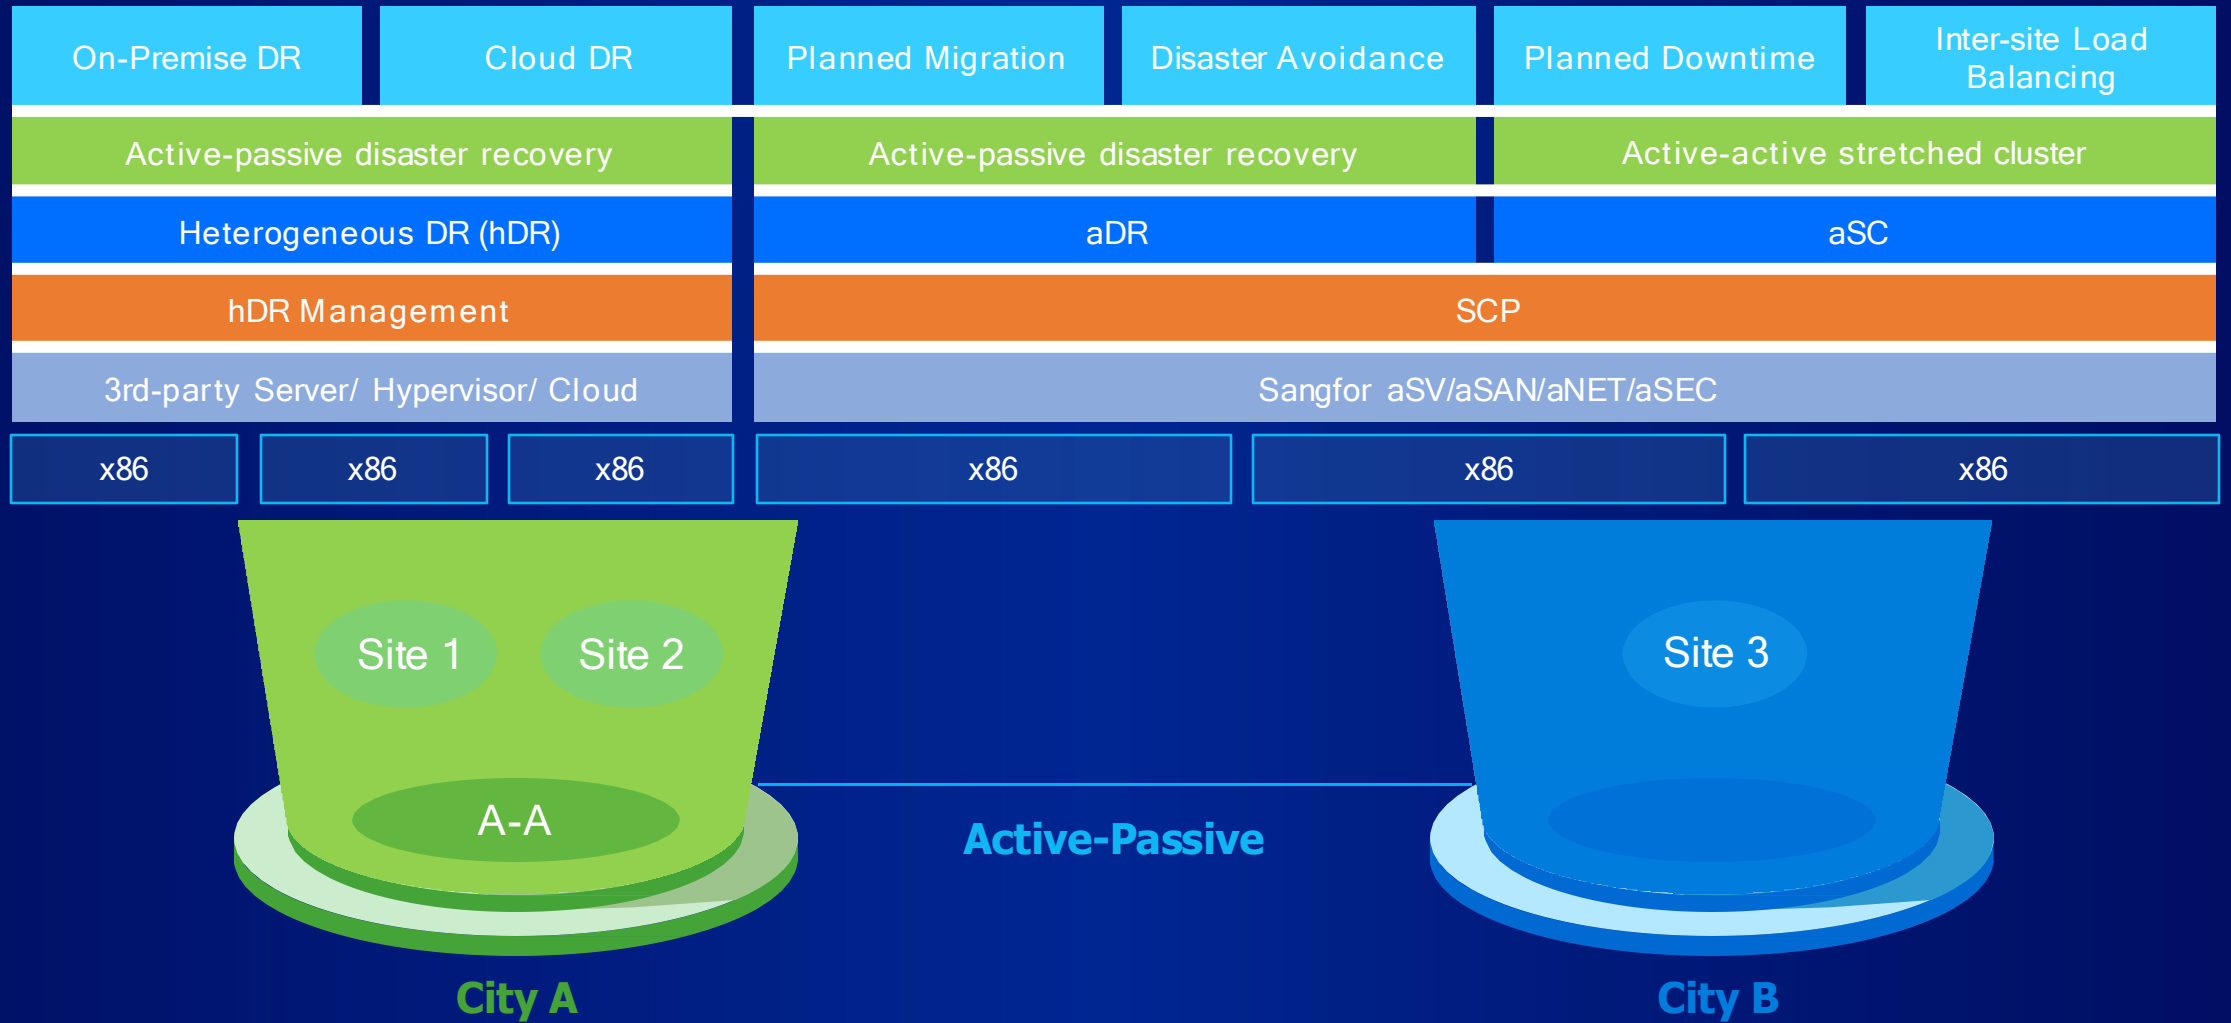 On-Premise DR
Cloud DR
Planned Migration
Disaster Avoidance
Planned Downtime
Inter-site Load
Balancing
Active-passive disaster recovery
Active-passive disaster recovery
Active-active stretched cluster
Heterogeneous DR (hDR)
aDR
aSC
hDR Management
SCP
3rd-party Server/ Hypervisor/ Cloud
Sangfor aSV/aSAN/aNET/aSEC
x86
x86
x86
x86
x86
x86
Site 1
Site 2
Site 3
A-A
Active-Passive
City A
City B